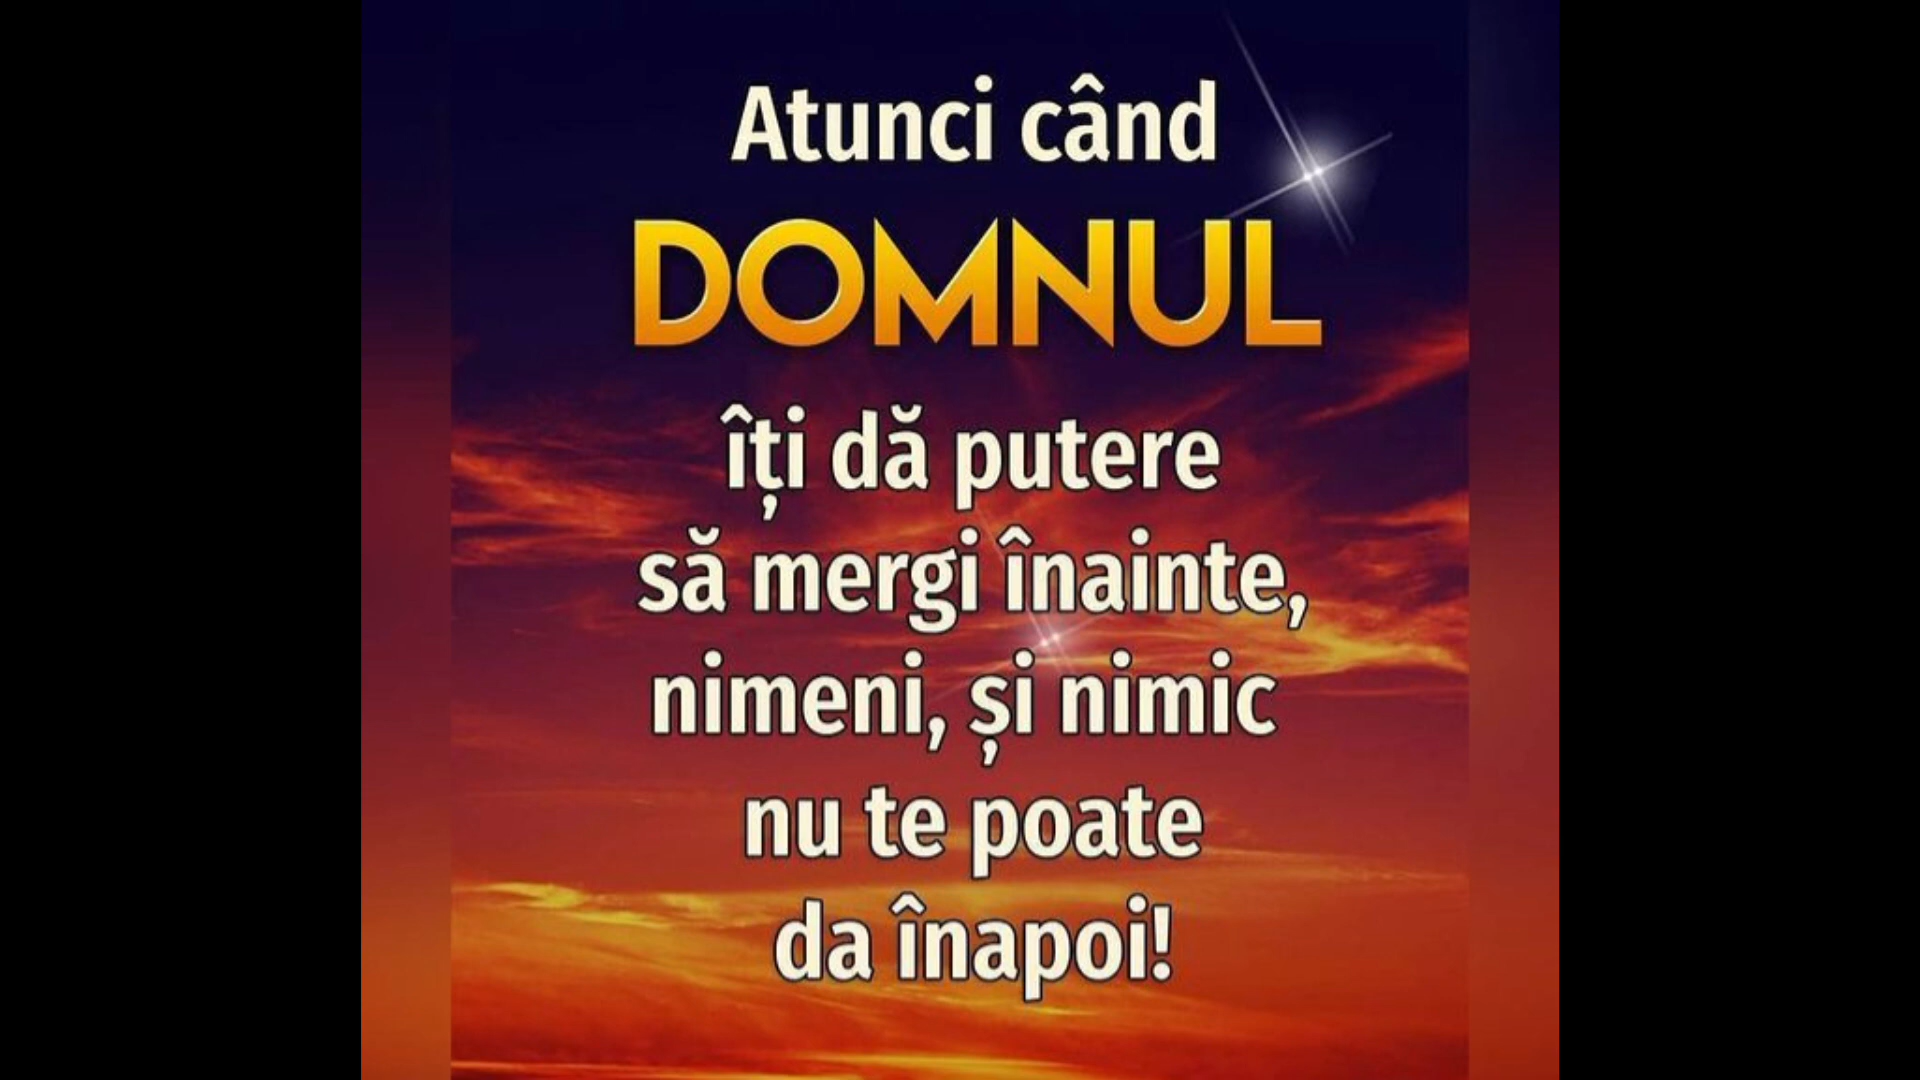 Atunci când
DOMNUL
îți dă putere
să mergi înainte,
nimeni, și nimic
nu te poate
da înapoi!